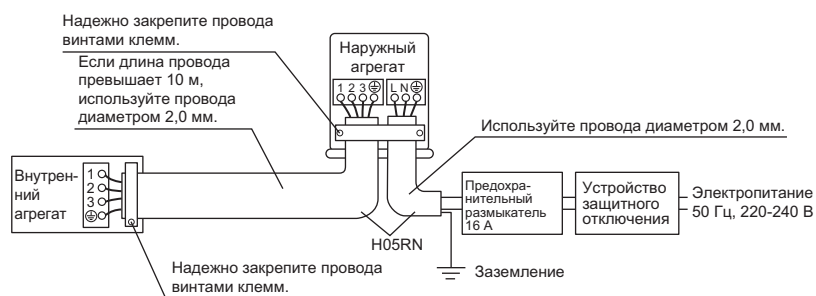 Надежно закрепите провода
винтами клемм.
Если длина провода
превышает 10 м,
используйте провода
диаметром 2,0 мм.
Наружный
агрегат
1 2 3
L N
Используйте провода диаметром 2,0 мм.
Внутрен-
ний
агрегат
1
2
3
Предохра-
нительный
размыкатель
16 А
Устройство
защитного
отключения
Электропитание
50 Гц, 220-240 В
H05RN
Заземление
Надежно закрепите провода
винтами клемм.